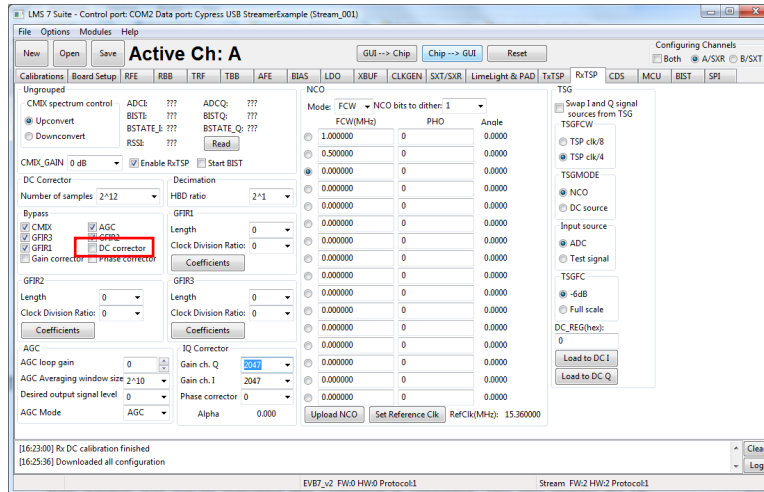 LMS 7 Suite - Control port: COM2 Data port: Cypress USB StreamerExample (Stream_001)
File Options Modules Help
New Open Save Active Ch: A GUI --> Chip Chip --> GUI Reset Configuring Channels
Both A/SXR B/SXT
Calibrations Board Setup RFE RBB TRF TBB AFE BIAS LDO XBUF CLKGEN SXT/SXR LimeLight & PAD TxTSP RxTSP CDS MCU BIST SPI
Ungrouped
CMIX spectrum control
Upconvert
Downconvert
ADCI: ??? ADCQ: ???
BISTI: ??? BISTQ: ???
BSTATE_I: ??? BSTATE_Q: ???
RSSI: ??? Read
CMIX_GAIN 0 dB Enable RxTSP Start BIST
DC Corrector
Number of samples 2^12
Decimation
HBD ratio 2^1
Bypass
CMIX AGC
GFIR3 GFIR2
GFIR1 DC corrector
Gain corrector Phase corrector
GFIR1
Length 0
Clock Division Ratio: 0
Coefficients
GFIR2
Length 0
Clock Division Ratio: 0
Coefficients
GFIR3
Length 0
Clock Division Ratio: 0
Coefficients
AGC
AGC loop gain 0
AGC Averaging window size 2^10
Desired output signal level 0
AGC Mode AGC
IQ Corrector
Gain ch. Q 2047
Gain ch. I 2047
Phase corrector 0
Alpha 0.000
NCO
Mode: FCW NCO bits to dither: 1
FCW(MHz) PHO Angle
1.000000 0 0.0000
0.500000 0 0.0000
0.000000 0 0.0000
0.000000 0 0.0000
0.000000 0 0.0000
0.000000 0 0.0000
0.000000 0 0.0000
0.000000 0 0.0000
0.000000 0 0.0000
0.000000 0 0.0000
0.000000 0 0.0000
0.000000 0 0.0000
0.000000 0 0.0000
0.000000 0 0.0000
0.000000 0 0.0000
0.000000 0 0.0000
Upload NCO Set Reference Clk RefClk(MHz): 15.360000
TSG
Swap I and Q signal
sources from TSG
TSGFCW
TSP clk/8
TSP clk/4
TSGMODE
NCO
DC source
Input source
ADC
Test signal
TSGFC
-6dB
Full scale
DC_REG(hex):
0
Load to DC I
Load to DC Q
[16:23:00] Rx DC calibration finished
[16:25:36] Downloaded all configuration
Clea
Log
EVB7_v2 FW:0 HW:0 Protocol:1 Stream FW:2 HW:2 Protocol:1